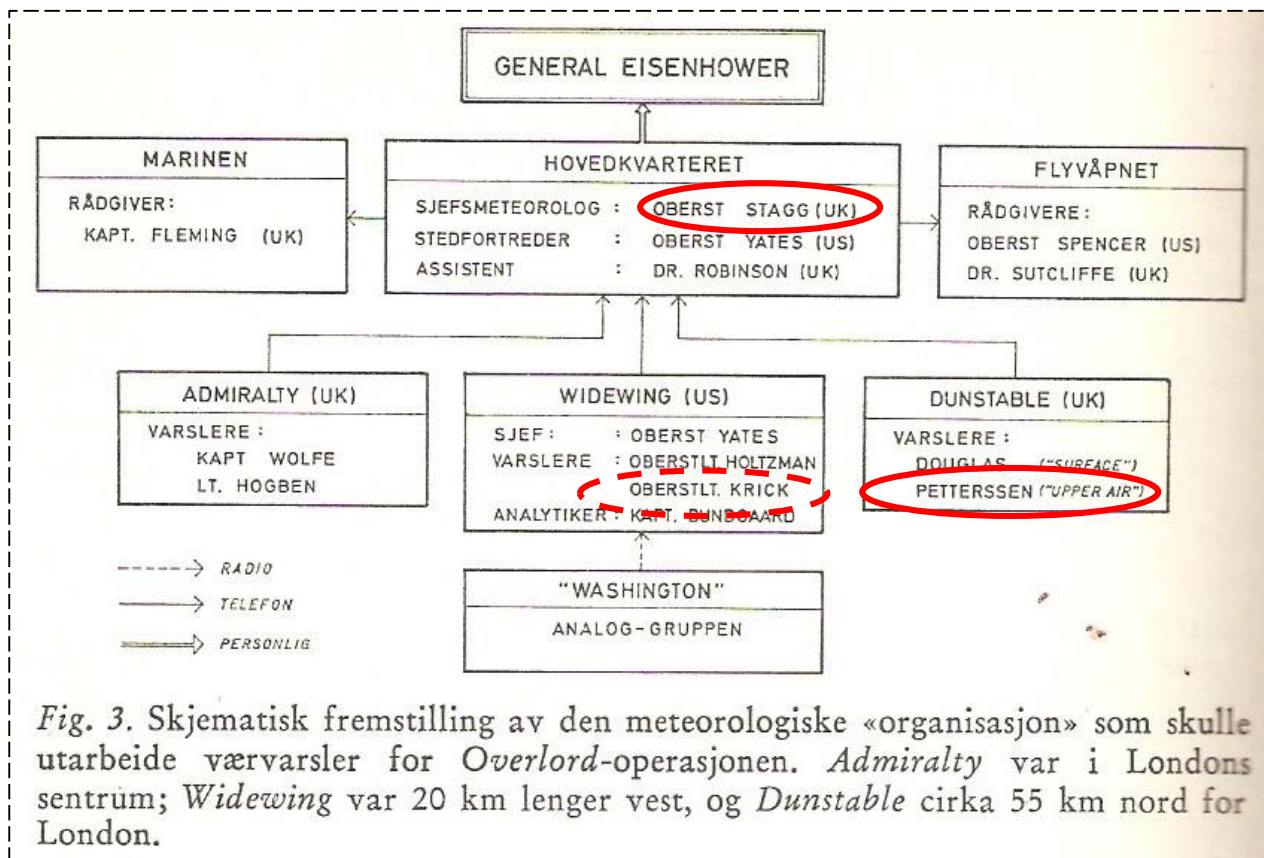 GENERAL EISENHOWER
MARINEN
RÅDGIVER:
KAPT. FLEMING (UK)
HOVEDKVARTERET
SJEFSMETEOROLOG : OBERST STAGG (UK)
STEDFORTREDER : OBERST YATES (US)
ASSISTENT : DR. ROBINSON (UK)
FLYVÅPNET
RÅDGIVERE:
OBERST SPENCER (US)
DR. SUTCLIFFE (UK)
ADMIRALTY (UK)
VARSLERE:
KAPT WOLFE
LT. HOGBEN
WIDEWING (US)
SJEF: : OBERST YATES
VARSLERE : OBERSTLT. HOLTZMAN
OBERSTLT. KRICK
ANALYTIKER : KAPT. BUNDGAARD
DUNSTABLE (UK)
VARSLERE:
DOUGLAS ("SURFACE")
PETTERSSEN ("UPPER AIR")
RADIO
TELEFON
PERSONLIG
"WASHINGTON"
ANALOG-GRUPPEN
Fig. 3. Skjematisk fremstilling av den meteorologiske «organisasjon» som skulle
utarbeide værvarsler for Overlord-operasjonen. Admiralty var i Londons
sentrum; Widewing var 20 km lenger vest, og Dunstable cirka 55 km nord for
London.